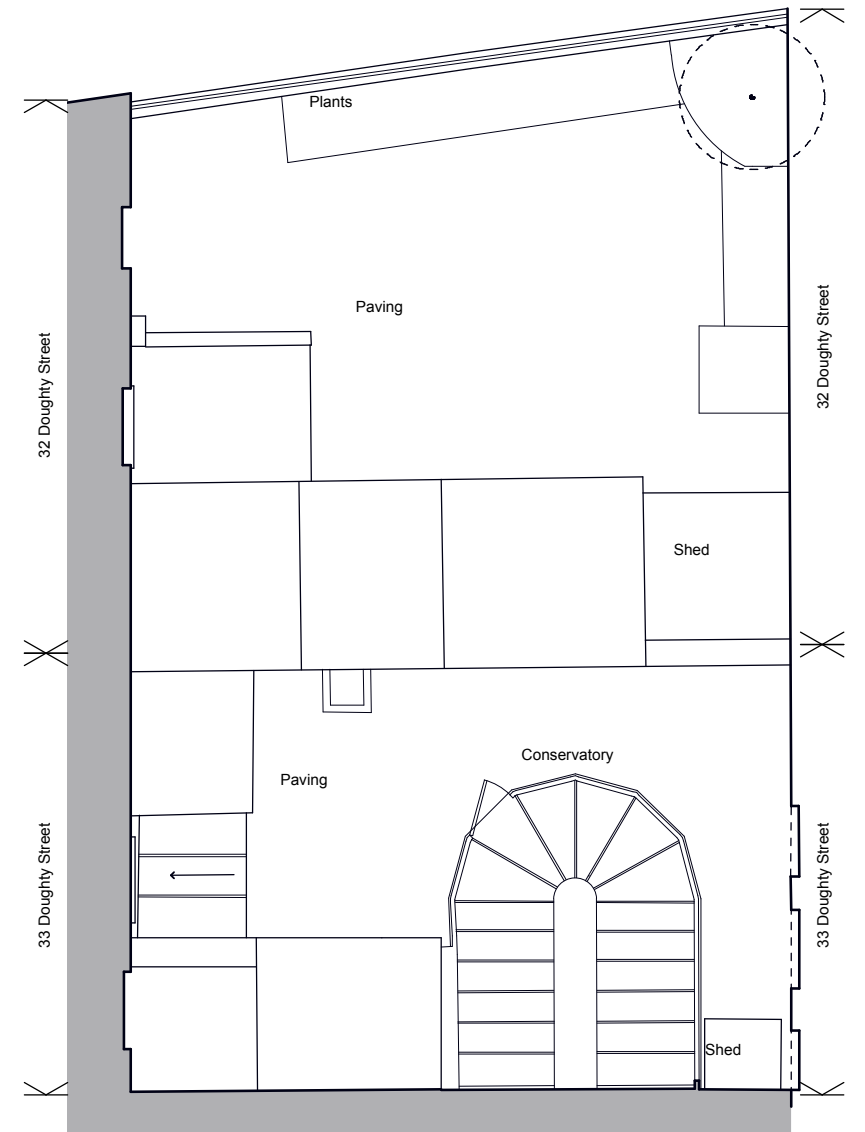 Plants
Paving
32 Doughty Street
32 Doughty Street
Shed
Conservatory
Paving
33 Doughty Street
33 Doughty Street
Shed